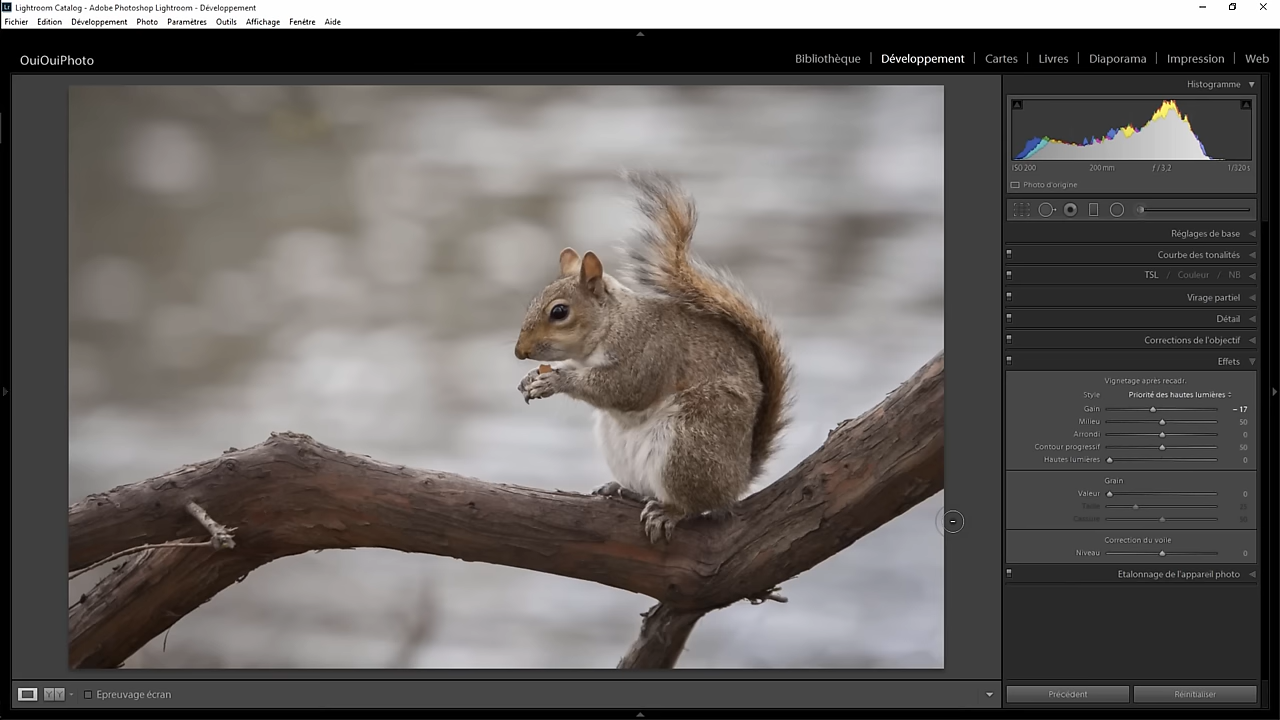 Lightroom Catalog - Adobe Photoshop Lightroom - Développement
Fichier Edition Développement Photo Paramètres Outils Affichage Fenêtre Aide
OuiOuiPhoto
Bibliothèque | Développement | Cartes | Livres | Diaporama | Impression | Web
Histogramme
ISO 200 200 mm ƒ / 3,2 1/320 s
Photo d'origine
Réglages de base
Courbe des tonalités
TSL / Couleur / NB
Virage partiel
Détail
Corrections de l'objectif
Effets
Vignetage après recadr.
Style Priorité des hautes lumières
Gain – 17
Milieu 50
Arrondi 0
Contour progressif 50
Hautes lumières 0
Grain
Valeur 0
Taille 25
Cassure 50
Correction du voile
Niveau 0
Etalonnage de l'appareil photo
Epreuvage écran
Précédent Réinitialiser